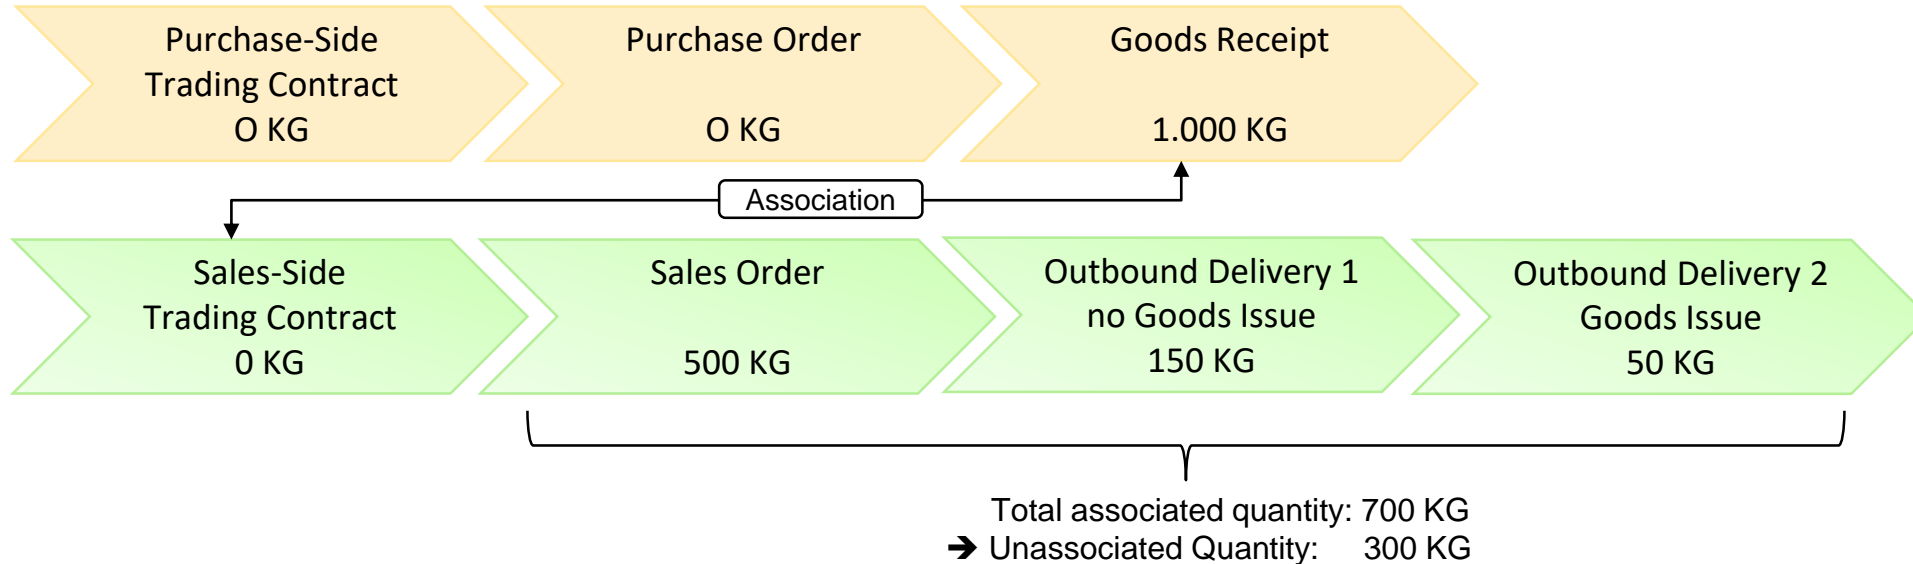 Purchase-Side
Trading Contract
O KG
Purchase Order
O KG
Goods Receipt
1.000 KG
Association
Sales-Side
Trading Contract
0 KG
Sales Order
500 KG
Outbound Delivery 1
no Goods Issue
150 KG
Outbound Delivery 2
Goods Issue
50 KG
Total associated quantity: 700 KG
➔ Unassociated Quantity: 300 KG